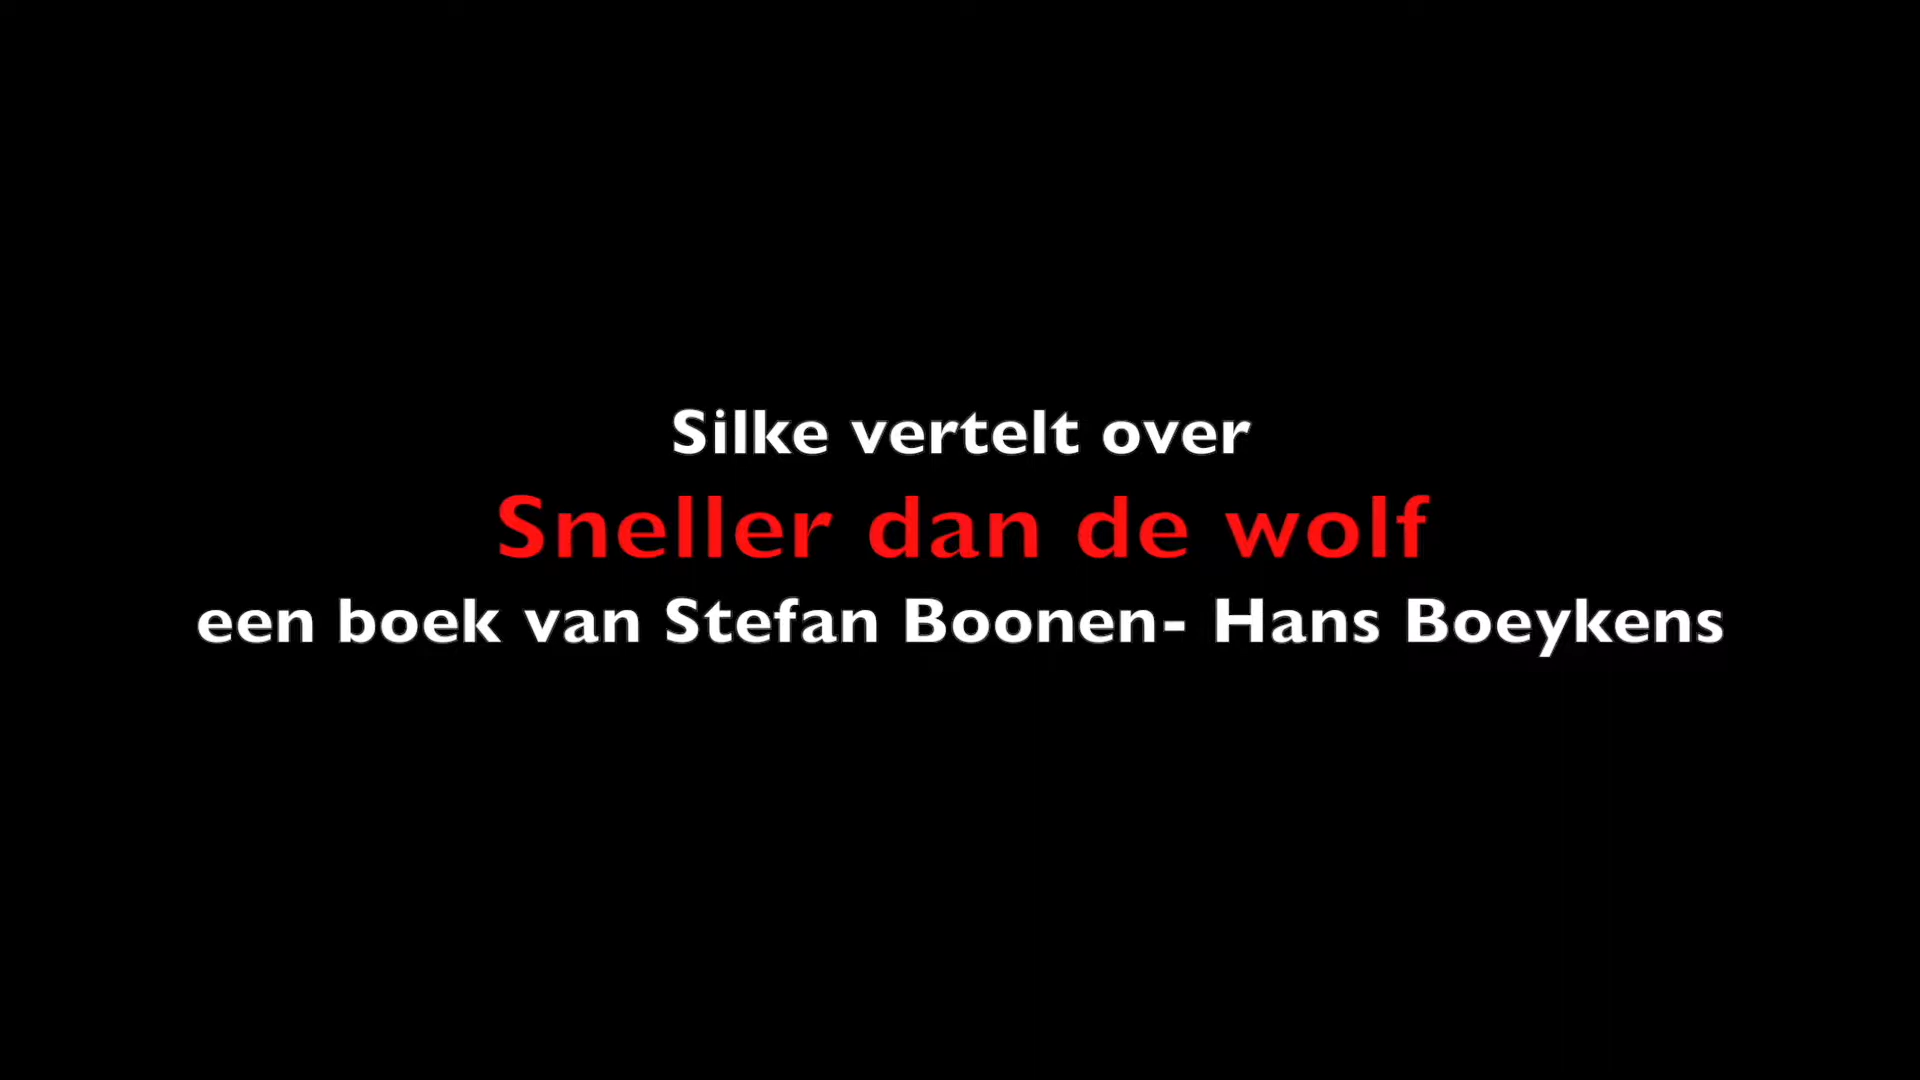 Silke vertelt over
Sneller dan de wolf
een boek van Stefan Boonen- Hans Boeykens